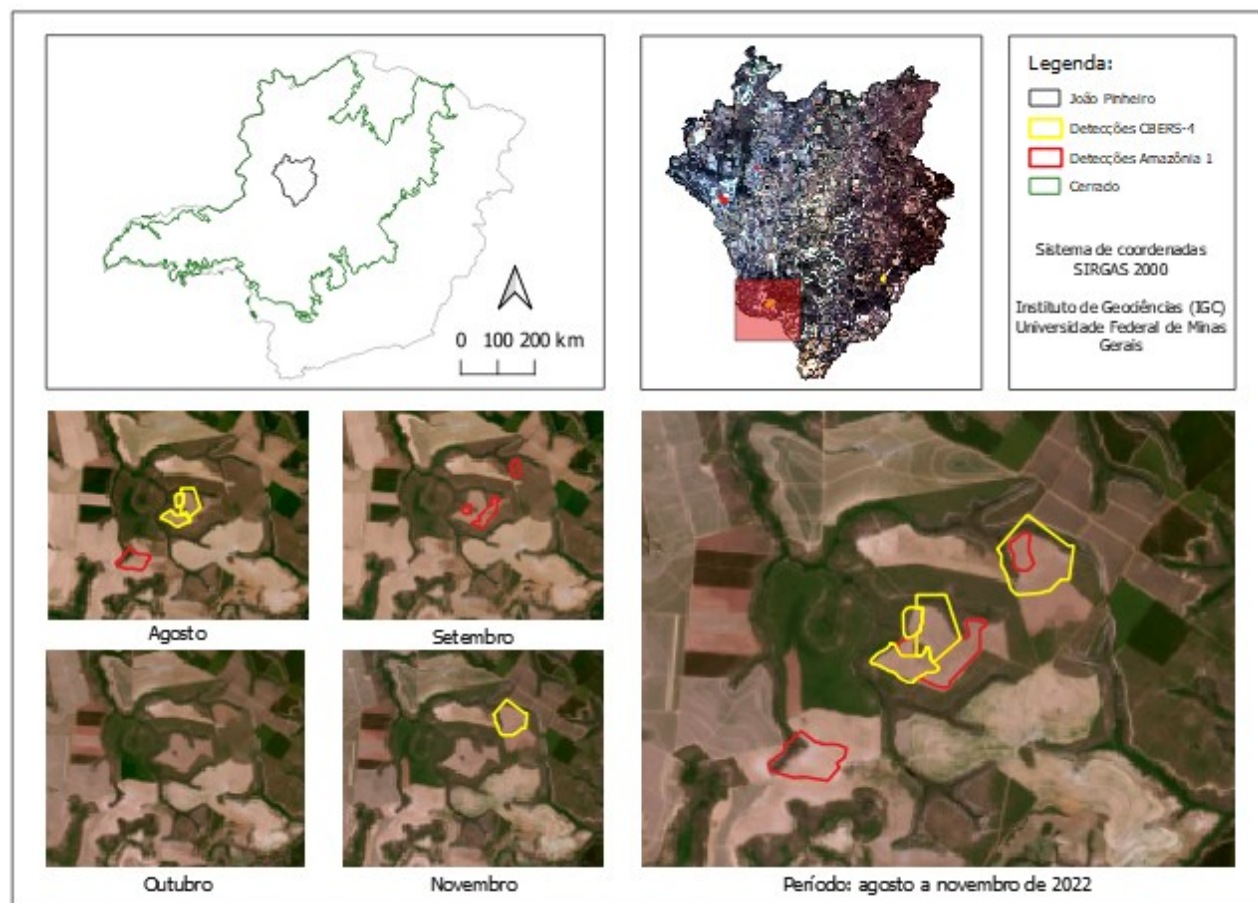 0 100 200 km
Legenda:
João Pinheiro
Detecções CBERS-4
Detecções Amazônia 1
Cerrado
Sistema de coordenadas
SIRGAS 2000
Instituto de Geociências (IGC)
Universidade Federal de Minas
Gerais
Agosto
Setembro
Outubro
Novembro
Período: agosto a novembro de 2022